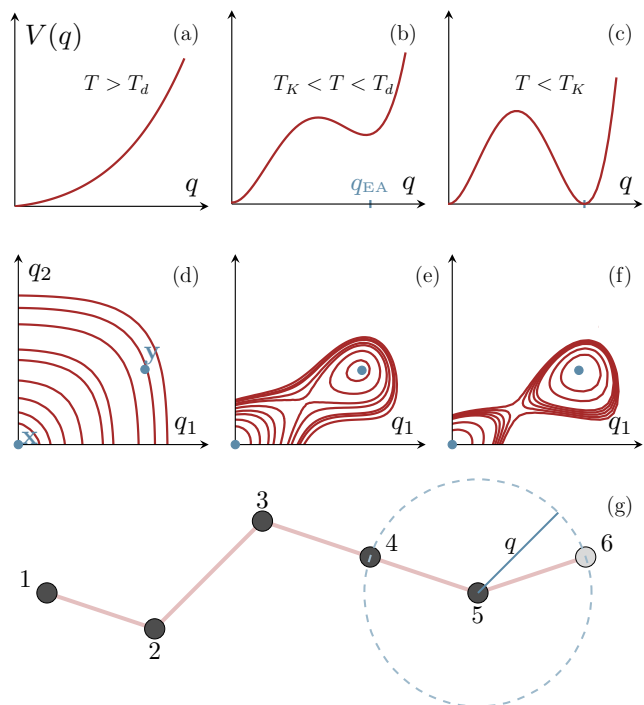 V(q) (a) (b) (c)
T > T_d T_K < T < T_d T < T_K
q q_EA q q
q_2 (d) (e) (f)
y
x q_1 q_1 q_1
(g)
3
4 q 6
1
5
2